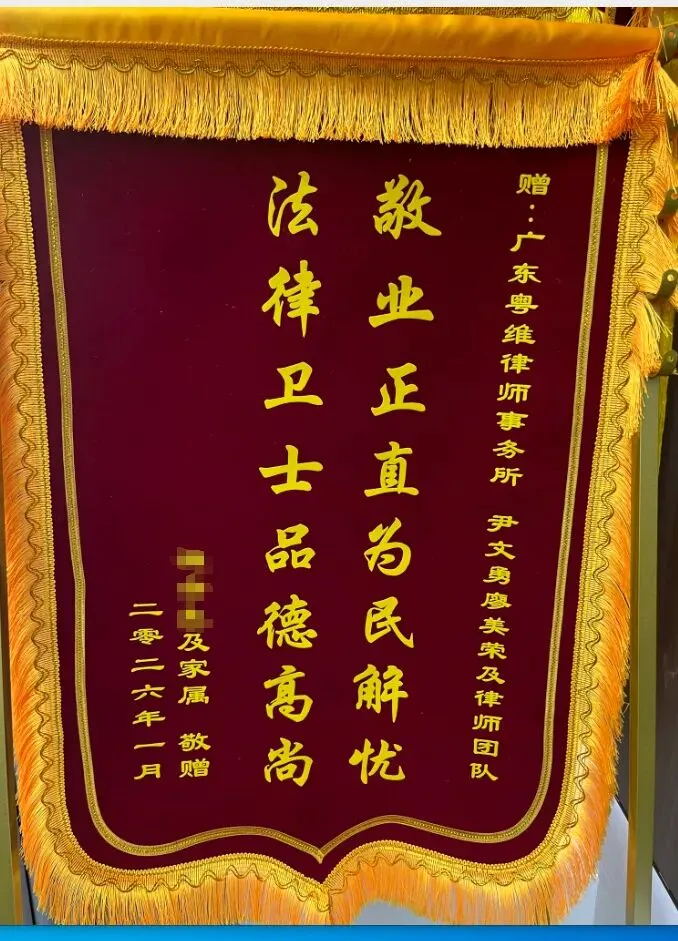 赠：广东粤维律师事务所 尹文勇廖美荣及律师团队
敬业正直为民解忧
法律卫士品德高尚
及家属 敬赠
二零二六年一月